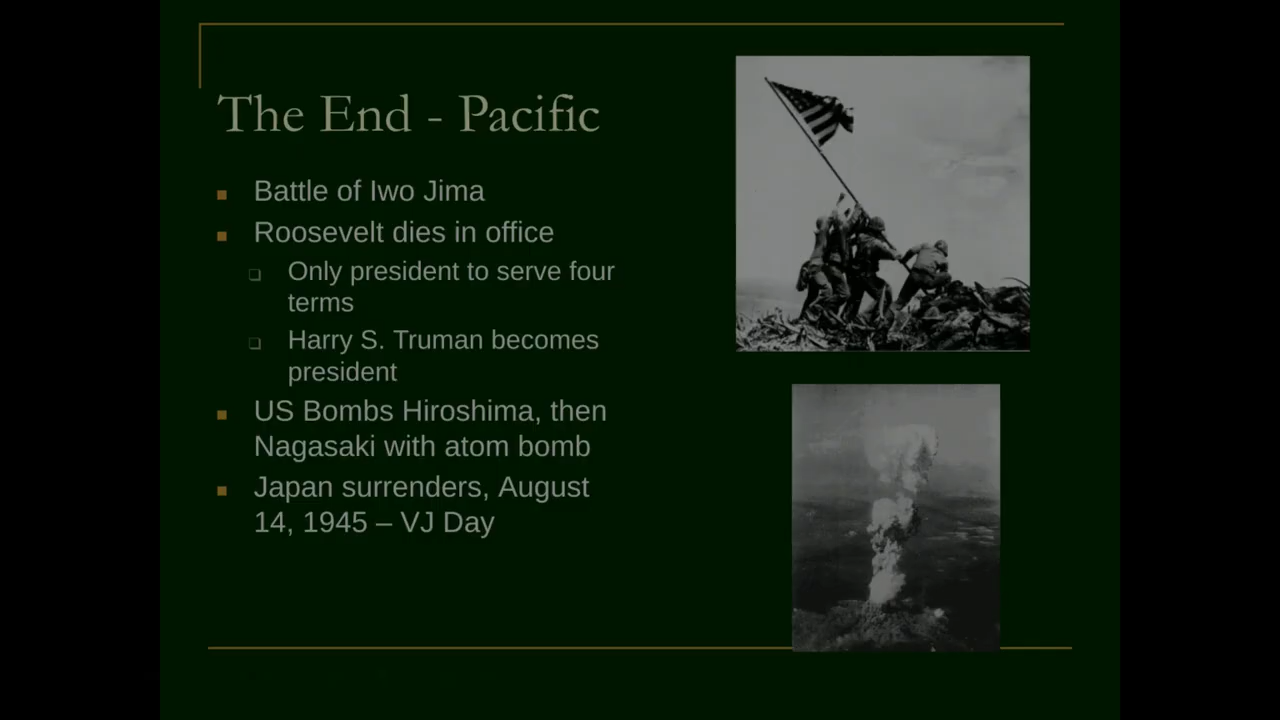 The End - Pacific
Battle of Iwo Jima
Roosevelt dies in office
Only president to serve four
terms
Harry S. Truman becomes
president
US Bombs Hiroshima, then
Nagasaki with atom bomb
Japan surrenders, August
14, 1945 – VJ Day